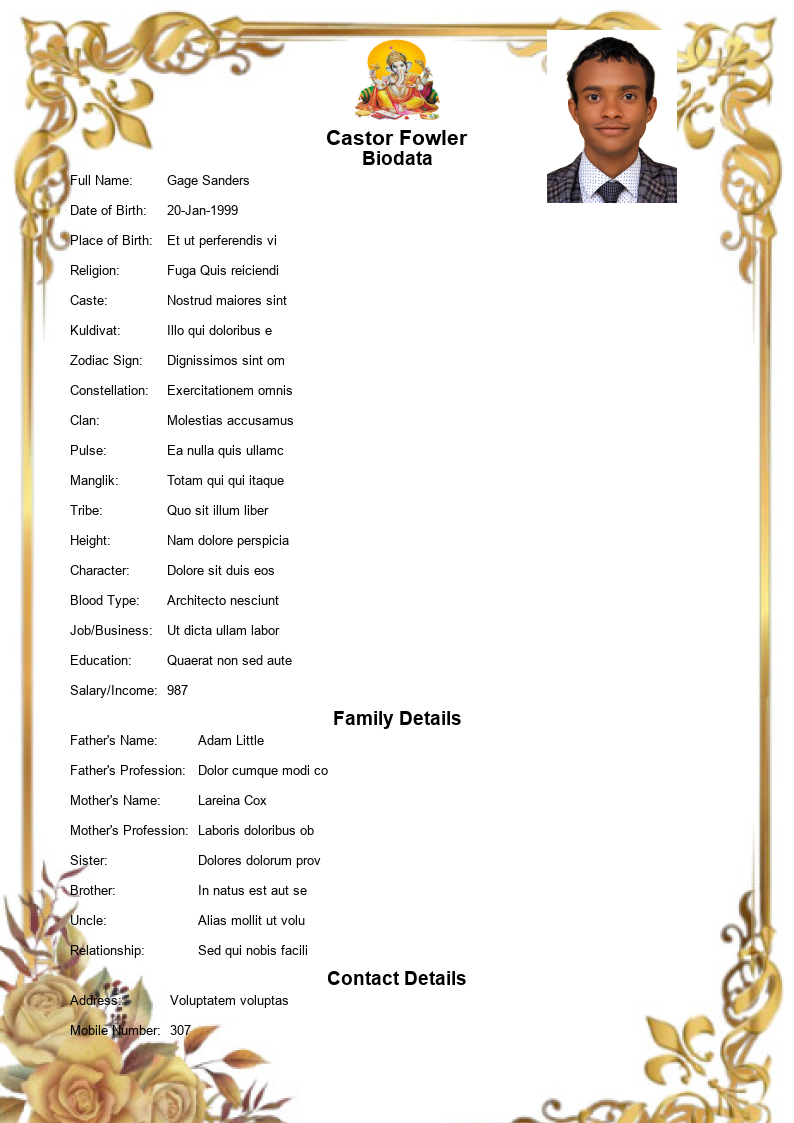 Castor Fowler
Biodata
Full Name: Gage Sanders
Date of Birth: 20-Jan-1999
Place of Birth: Et ut perferendis vi
Religion: Fuga Quis reiciendi
Caste: Nostrud maiores sint
Kuldivat: Illo qui doloribus e
Zodiac Sign: Dignissimos sint om
Constellation: Exercitationem omnis
Clan: Molestias accusamus
Pulse: Ea nulla quis ullamc
Manglik: Totam qui qui itaque
Tribe: Quo sit illum liber
Height: Nam dolore perspicia
Character: Dolore sit duis eos
Blood Type: Architecto nesciunt
Job/Business: Ut dicta ullam labor
Education: Quaerat non sed aute
Salary/Income: 987
Family Details
Father's Name: Adam Little
Father's Profession: Dolor cumque modi co
Mother's Name: Lareina Cox
Mother's Profession: Laboris doloribus ob
Sister: Dolores dolorum prov
Brother: In natus est aut se
Uncle: Alias mollit ut volu
Relationship: Sed qui nobis facili
Contact Details
Address: Voluptatem voluptas
Mobile Number: 307